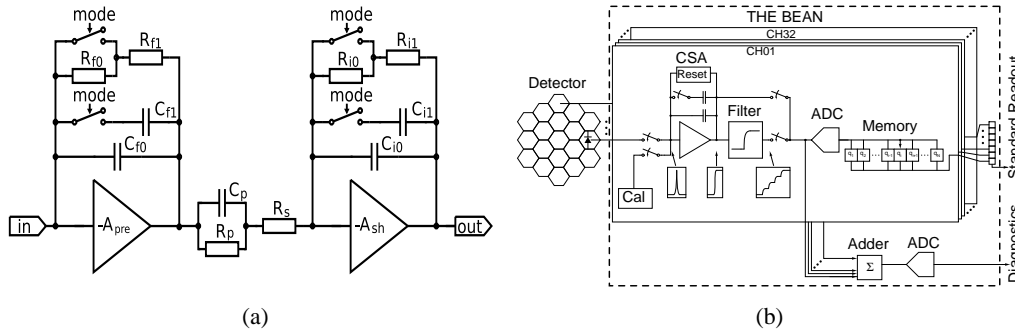 mode
R_f1
R_f0
mode
C_f1
C_f0
-A_pre
in
C_p
R_p
R_s
mode
R_i1
R_i0
mode
C_i1
C_i0
-A_sh
out
(a)
THE BEAN
CH32
CH01
Detector
CSA
Reset
Filter
ADC
Memory
Cal
Adder
Σ
ADC
Standard Readout
Diagnostics
(b)